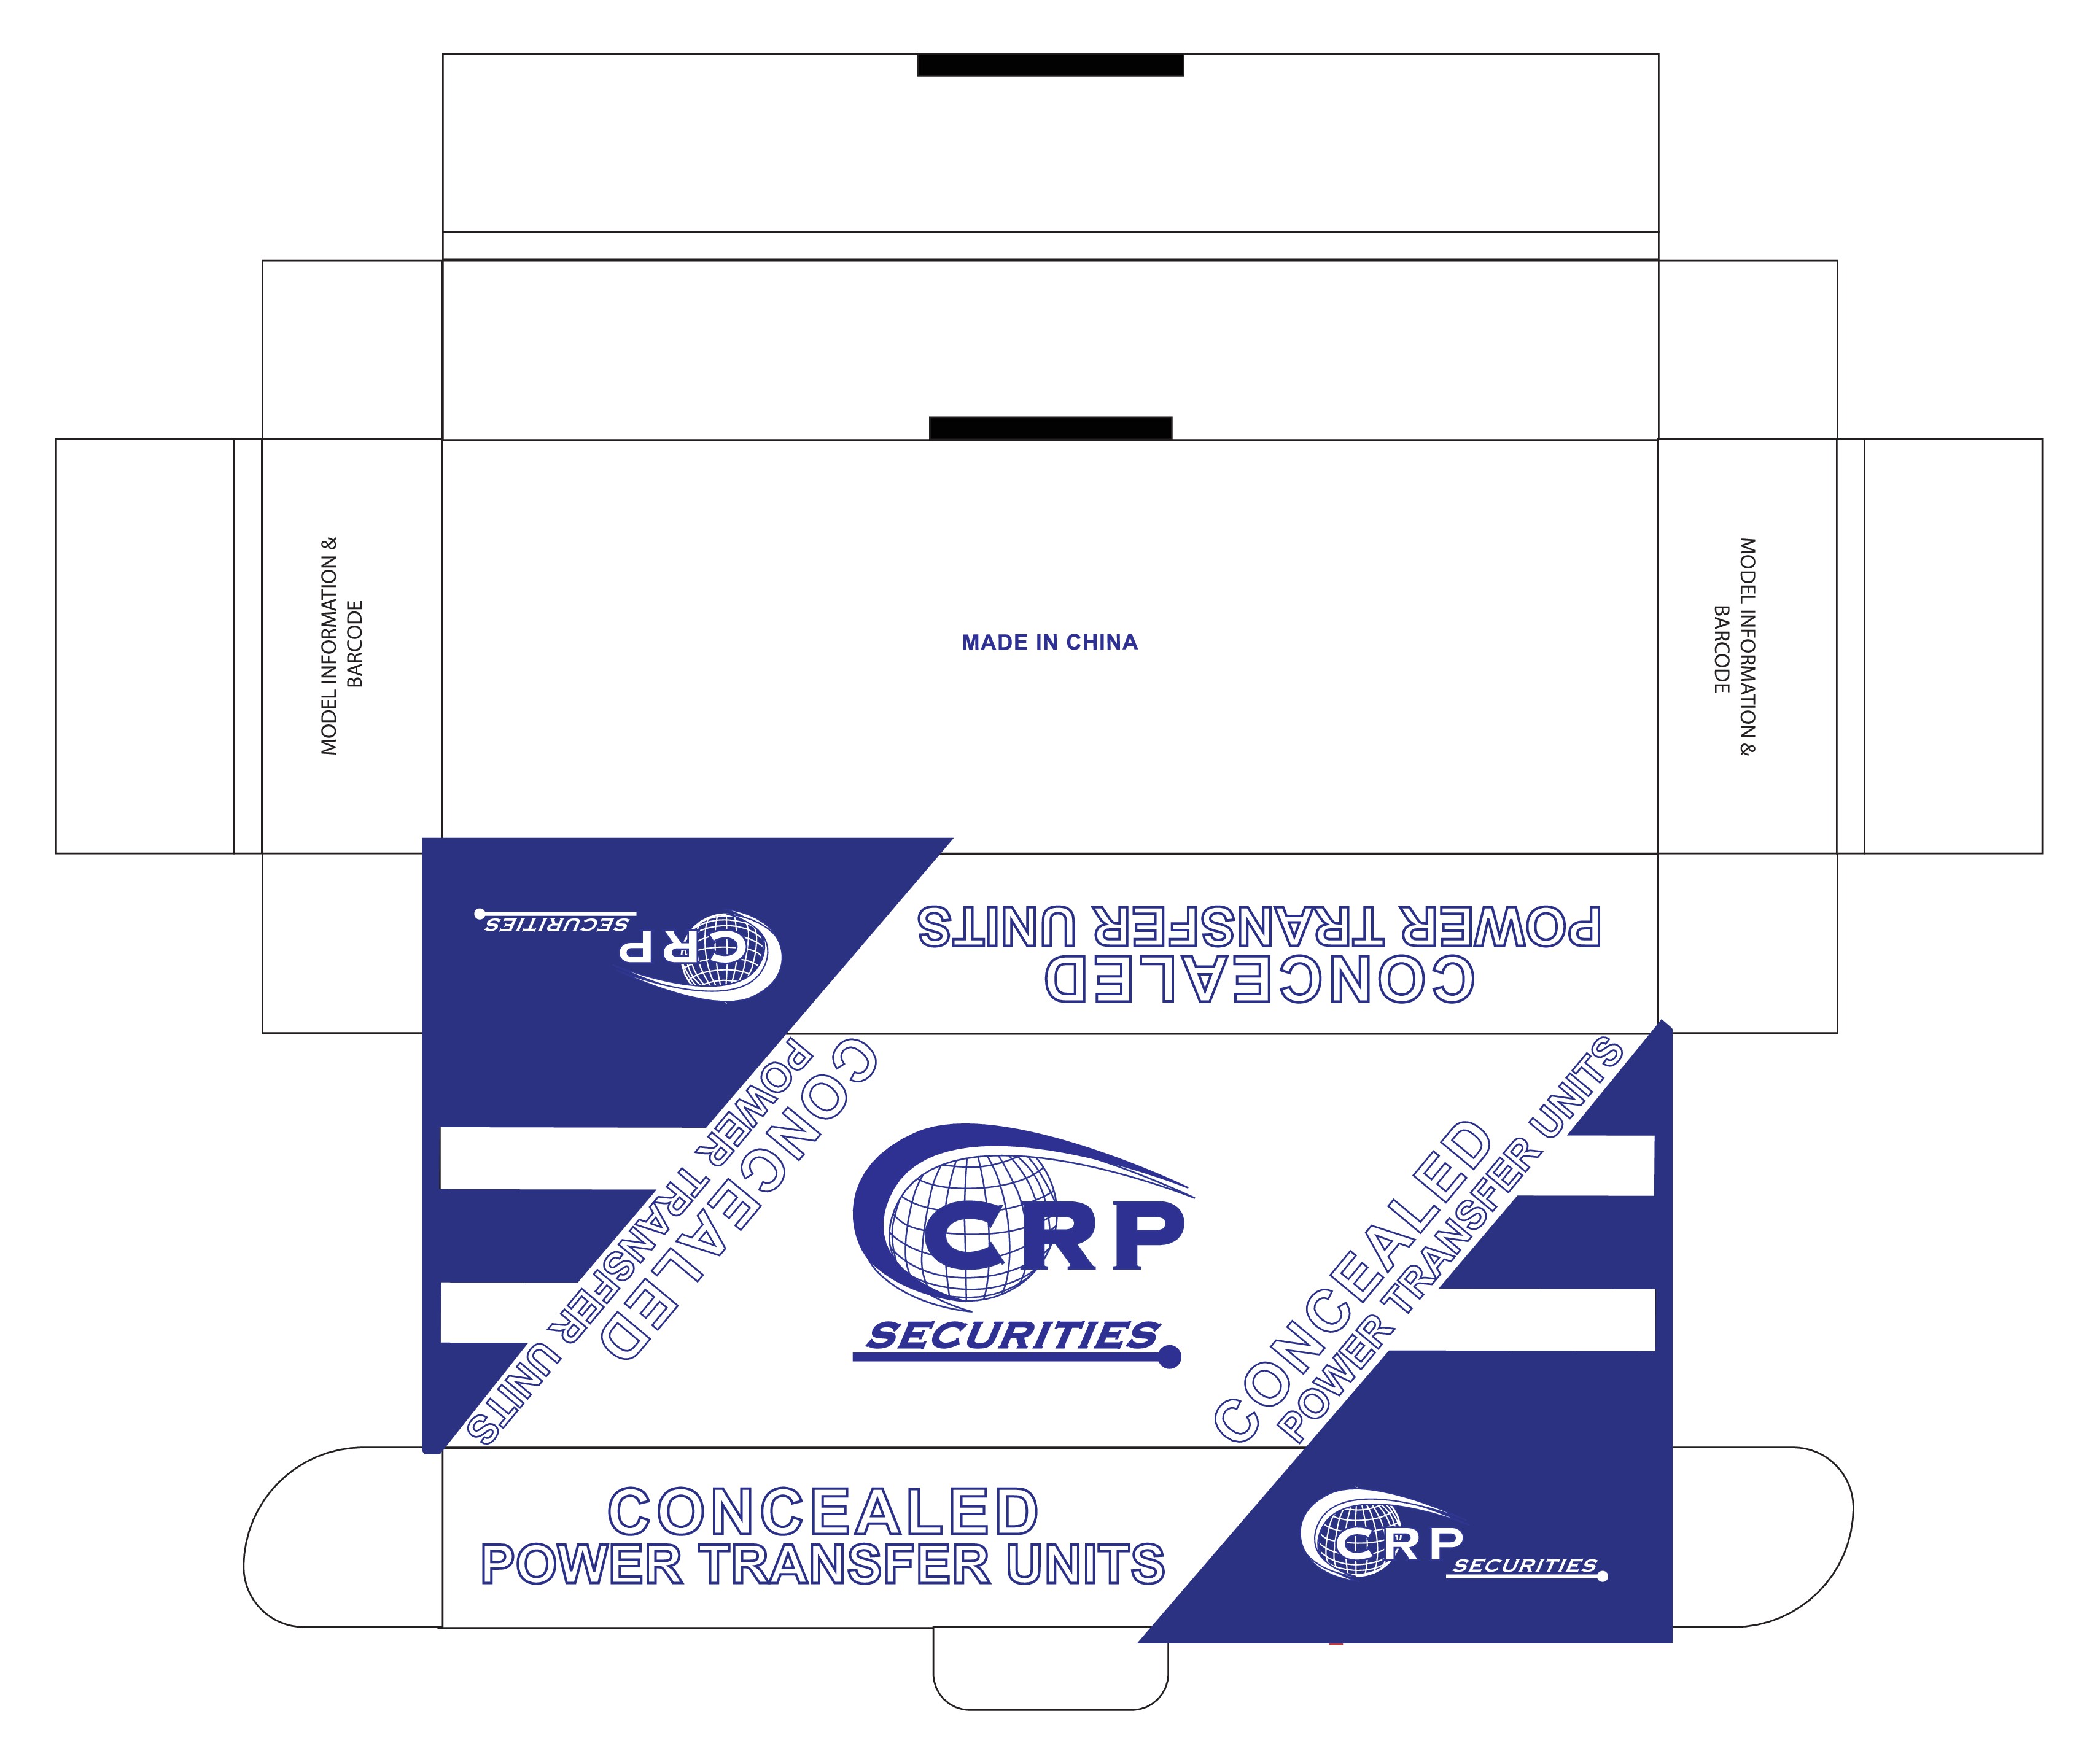 MODEL INFORMATION &
BARCODE
MADE IN CHINA
MODEL INFORMATION &
BARCODE
CRP
SECURITIES
CONCEALED
POWER TRANSFER UNITS
CONCEALED
POWER TRANSFER UNITS
CRP
SECURITIES
CONCEALED
POWER TRANSFER UNITS
CONCEALED
POWER TRANSFER UNITS
CRP
SECURITIES